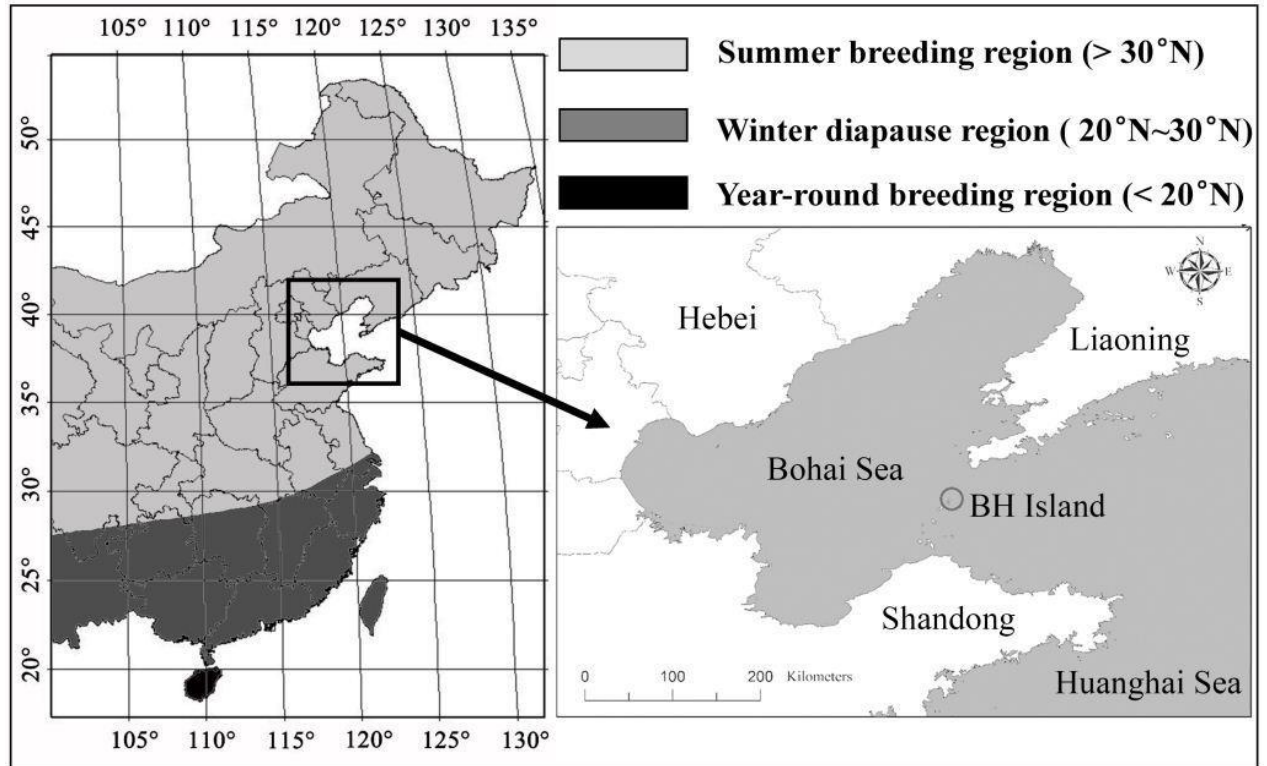 105° 110° 115° 120° 125° 130° 135°
50°
45°
40°
35°
30°
25°
20°
105° 110° 115° 120° 125° 130°
Summer breeding region (> 30°N)
Winter diapause region ( 20°N~30°N)
Year-round breeding region (< 20°N)
N
W E
S
Hebei
Liaoning
Bohai Sea
BH Island
Shandong
0 100 200 Kilometers
Huanghai Sea